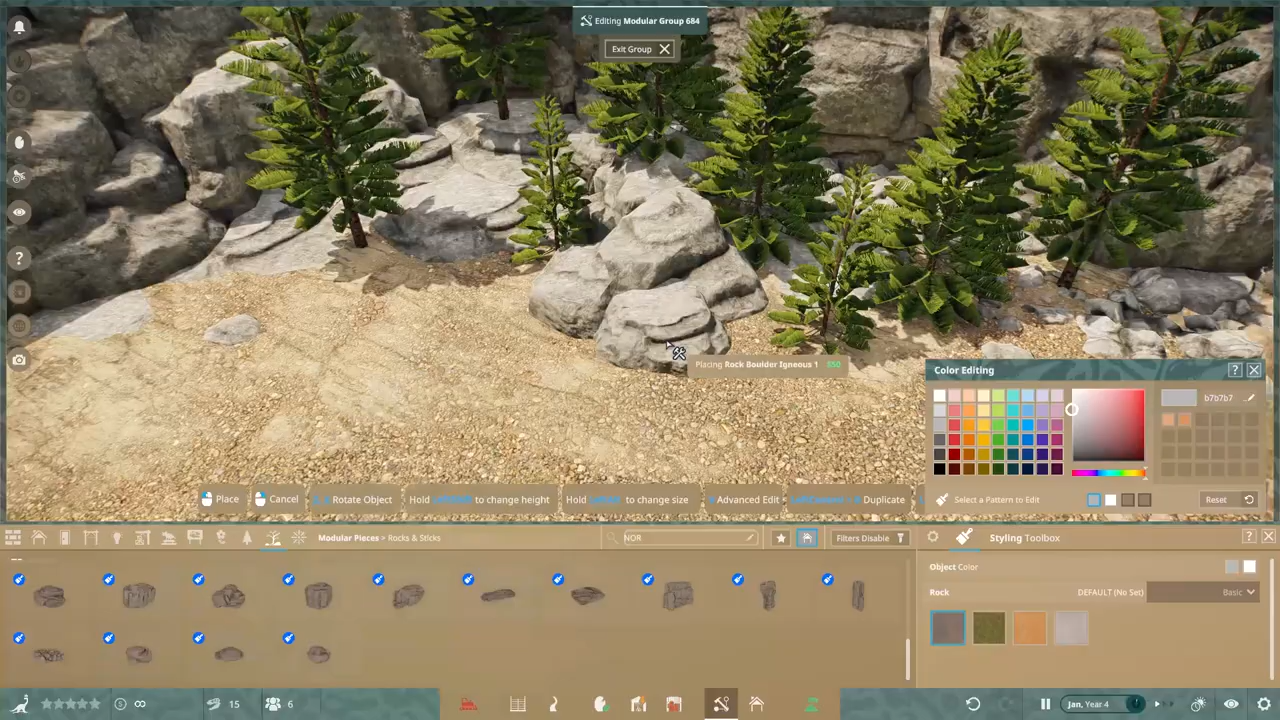 Editing Modular Group 684
Exit Group
Placing Rock Boulder Igneous 1 $50
Color Editing
?
b7b7b7
Select a Pattern to Edit
Reset
Place
Cancel
Rotate Object
Hold to change height
Hold to change size
Advanced Edit
Duplicate
Modular Pieces > Rocks & Sticks
NOR
Filters Disable
Styling Toolbox
?
Object Color
Rock
DEFAULT (No Set)
Basic
15
6
Jan, Year 4